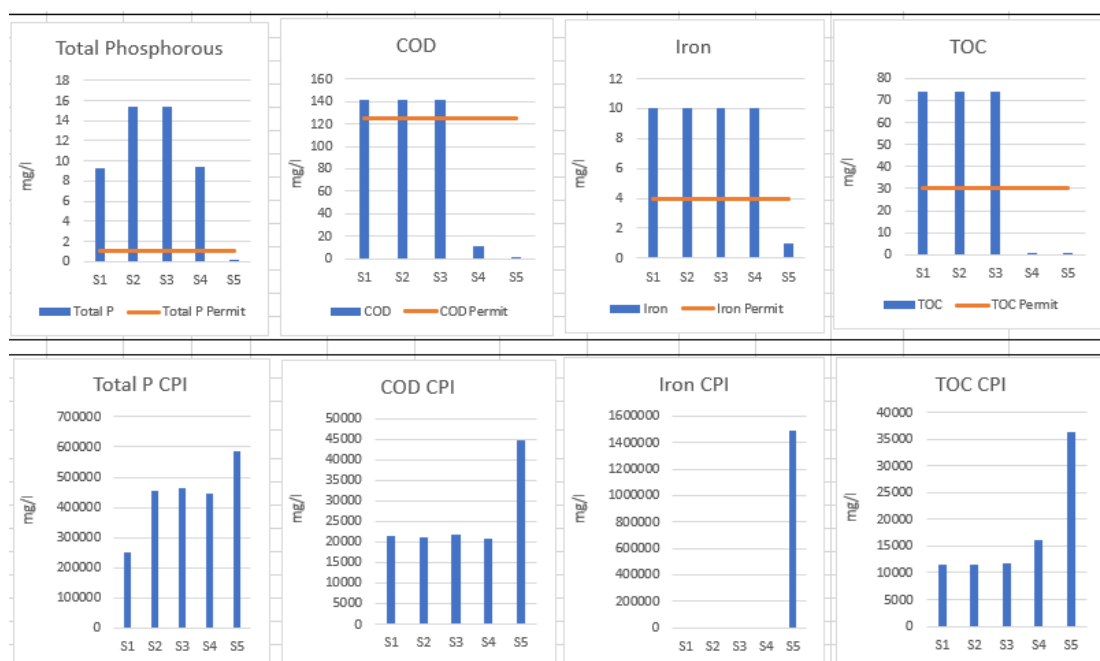 Total Phosphorous
18
16
14
12
10
8
6
4
2
0
mg/l
S1 S2 S3 S4 S5
Total P Total P Permit
COD
160
140
120
100
80
60
40
20
0
mg/l
S1 S2 S3 S4 S5
COD COD Permit
Iron
12
10
8
6
4
2
0
mg/l
S1 S2 S3 S4 S5
Iron Iron Permit
TOC
80
70
60
50
40
30
20
10
0
mg/l
S1 S2 S3 S4 S5
TOC TOC Permit
Total P CPI
700000
600000
500000
400000
300000
200000
100000
0
mg/l
S1 S2 S3 S4 S5
COD CPI
50000
45000
40000
35000
30000
25000
20000
15000
10000
5000
0
mg/l
S1 S2 S3 S4 S5
Iron CPI
1600000
1400000
1200000
1000000
800000
600000
400000
200000
0
mg/l
S1 S2 S3 S4 S5
TOC CPI
40000
35000
30000
25000
20000
15000
10000
5000
0
mg/l
S1 S2 S3 S4 S5